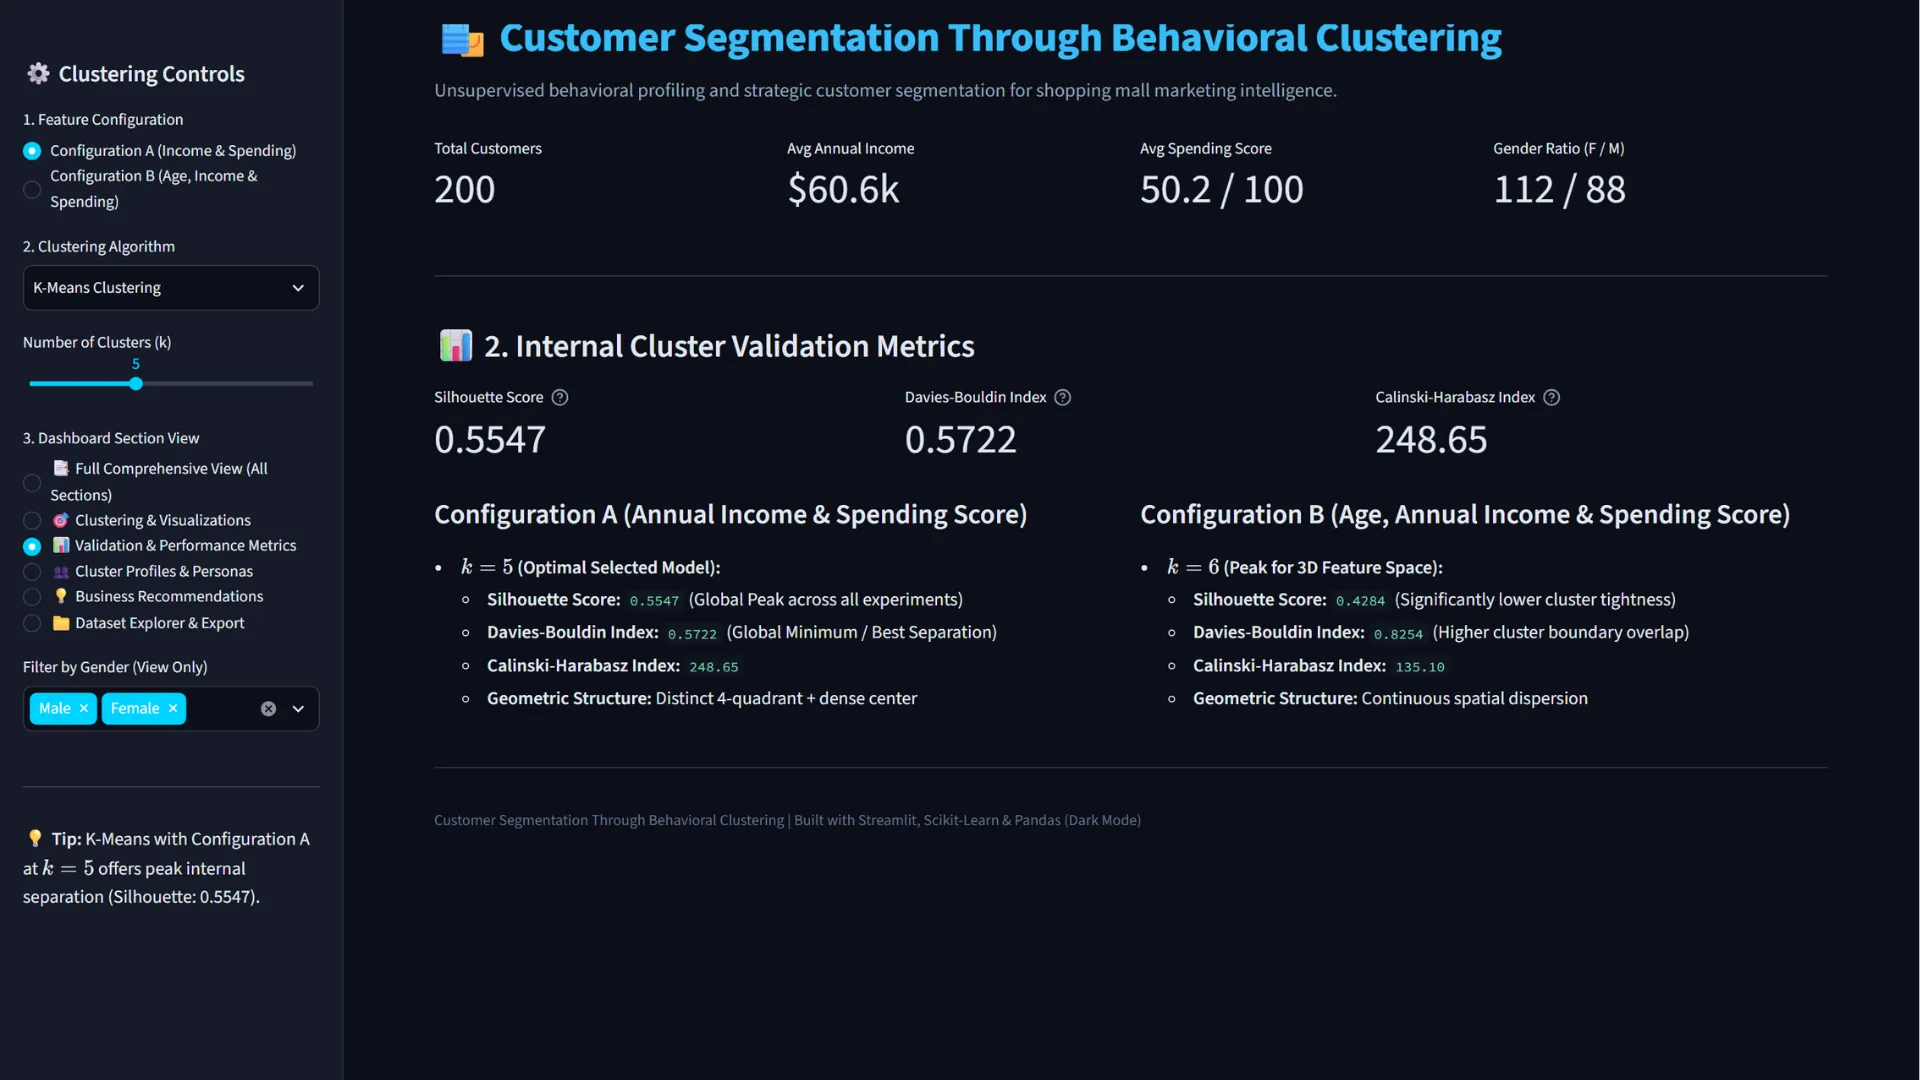 Clustering Controls
1. Feature Configuration
Configuration A (Income & Spending)
Configuration B (Age, Income &
Spending)
2. Clustering Algorithm
K-Means Clustering
Number of Clusters (k)
5
3. Dashboard Section View
Full Comprehensive View (All
Sections)
Clustering & Visualizations
Validation & Performance Metrics
Cluster Profiles & Personas
Business Recommendations
Dataset Explorer & Export
Filter by Gender (View Only)
Male × Female ×
Tip: K-Means with Configuration A
at k = 5 offers peak internal
separation (Silhouette: 0.5547).
Customer Segmentation Through Behavioral Clustering
Unsupervised behavioral profiling and strategic customer segmentation for shopping mall marketing intelligence.
Total Customers
200
Avg Annual Income
$60.6k
Avg Spending Score
50.2 / 100
Gender Ratio (F / M)
112 / 88
2. Internal Cluster Validation Metrics
Silhouette Score
0.5547
Davies-Bouldin Index
0.5722
Calinski-Harabasz Index
248.65
Configuration A (Annual Income & Spending Score)
• k = 5 (Optimal Selected Model):
Silhouette Score: 0.5547 (Global Peak across all experiments)
Davies-Bouldin Index: 0.5722 (Global Minimum / Best Separation)
Calinski-Harabasz Index: 248.65
Geometric Structure: Distinct 4-quadrant + dense center
Configuration B (Age, Annual Income & Spending Score)
• k = 6 (Peak for 3D Feature Space):
Silhouette Score: 0.4284 (Significantly lower cluster tightness)
Davies-Bouldin Index: 0.8254 (Higher cluster boundary overlap)
Calinski-Harabasz Index: 135.10
Geometric Structure: Continuous spatial dispersion
Customer Segmentation Through Behavioral Clustering | Built with Streamlit, Scikit-Learn & Pandas (Dark Mode)